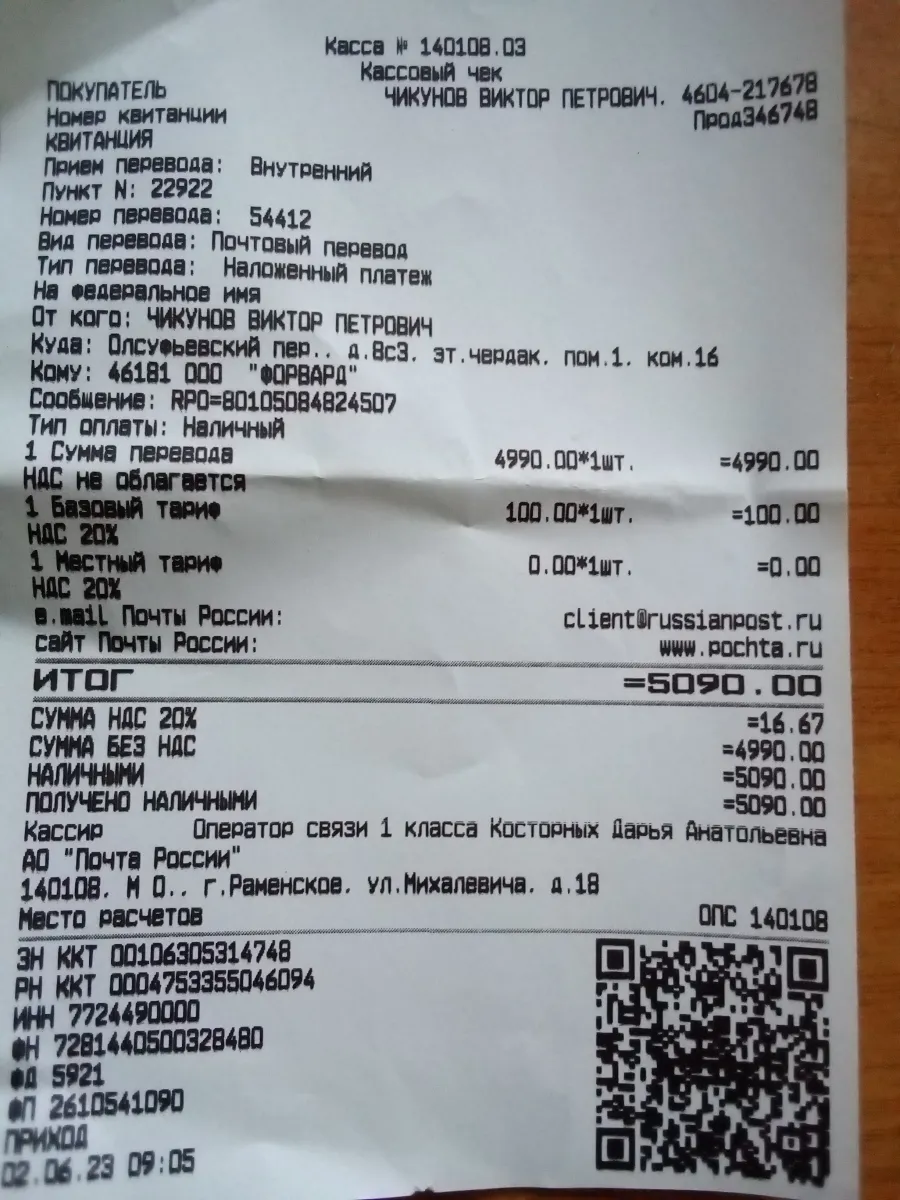 Касса № 140108.03
Кассовый чек
ПОКУПАТЕЛЬ ЧИКУНОВ ВИКТОР ПЕТРОВИЧ. 4604-217678
Номер квитанции Прод346748
КВИТАНЦИЯ
Прием перевода: Внутренний
Пункт N: 22922
Номер перевода: 54412
Вид перевода: Почтовый перевод
Тип перевода: Наложенный платеж
На федеральное имя
От кого: ЧИКУНОВ ВИКТОР ПЕТРОВИЧ
Куда: Олсуфьевский пер.. д.8с3. эт.чердак. пом.1. ком.16
Кому: 46181 ООО "ФОРВАРД"
Сообщение: RPO=80105084824507
Тип оплаты: Наличный
1 Сумма перевода 4990.00*1шт. =4990.00
НДС не облагается
1 Базовый тариф 100.00*1шт. =100.00
НДС 20%
1 Местный тариф 0.00*1шт. =0.00
НДС 20%
e.mail Почты России: client@russianpost.ru
сайт Почты России: www.pochta.ru
ИТОГ =5090.00
СУММА НДС 20% =16.67
СУММА БЕЗ НДС =4990.00
НАЛИЧНЫМИ =5090.00
ПОЛУЧЕНО НАЛИЧНЫМИ =5090.00
Кассир Оператор связи 1 класса Косторных Дарья Анатольевна
АО "Почта России"
140108. М О.. г.Раменское. ул.Михалевича. д.18
Место расчетов ОПС 140108
ЗН ККТ 00106305314748
РН ККТ 0004753355046094
ИНН 7724490000
ФН 7281440500328480
ФД 5921
ФП 2610541090
ПРИХОД
02.06.23 09:05